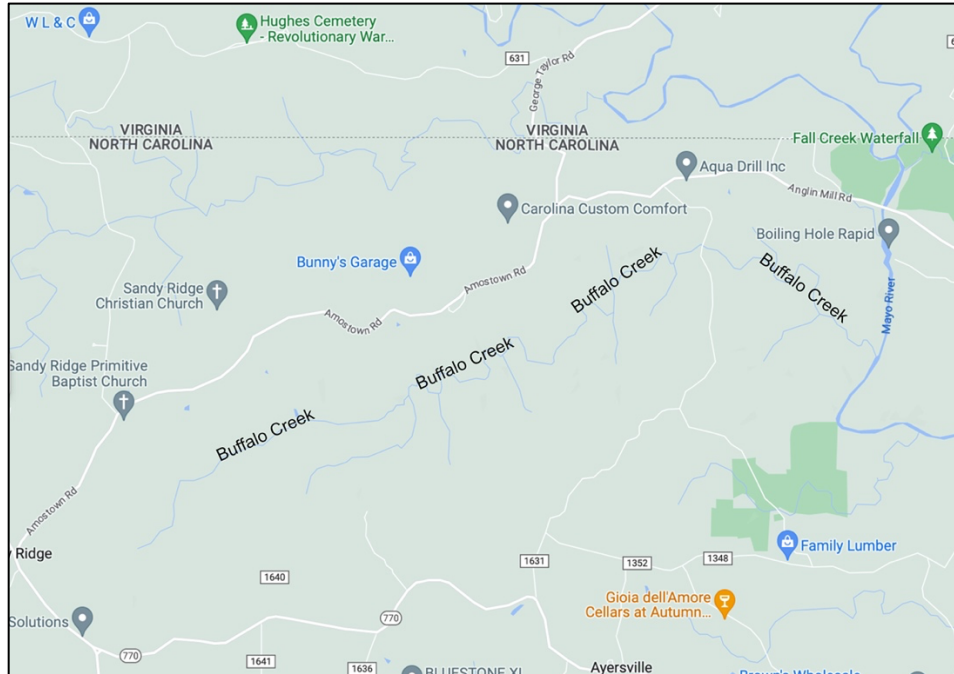 W L & C
Hughes Cemetery
- Revolutionary War...
631
George Taylor Rd
VIRGINIA
NORTH CAROLINA
VIRGINIA
NORTH CAROLINA
Fall Creek Waterfall
Aqua Drill Inc
Anglin Mill Rd
Carolina Custom Comfort
Boiling Hole Rapid
Bunny's Garage
Buffalo Creek
Buffalo Creek
Amostown Rd
Sandy Ridge
Christian Church
Mayo River
Amostown Rd
Sandy Ridge Primitive
Baptist Church
Buffalo Creek
Buffalo Creek
Amostown Rd
Ridge
Family Lumber
1631
1352
1348
1640
Gioia dell'Amore
Cellars at Autumn...
Solutions
770
770
1641
1636
Ayersville
BLUESTONE
Brown's Wholesale